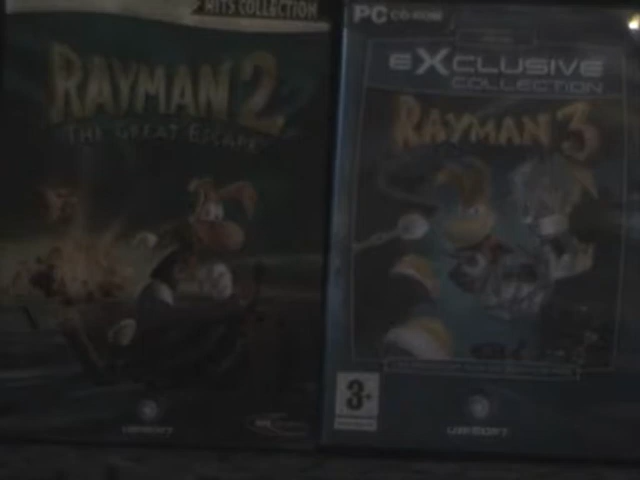 HITS COLLECTION
RAYMAN 2
THE GREAT ESCAPE
UBISOFT
PC CD-ROM
EXCLUSIVE
COLLECTION
RAYMAN 3
3+
UBISOFT